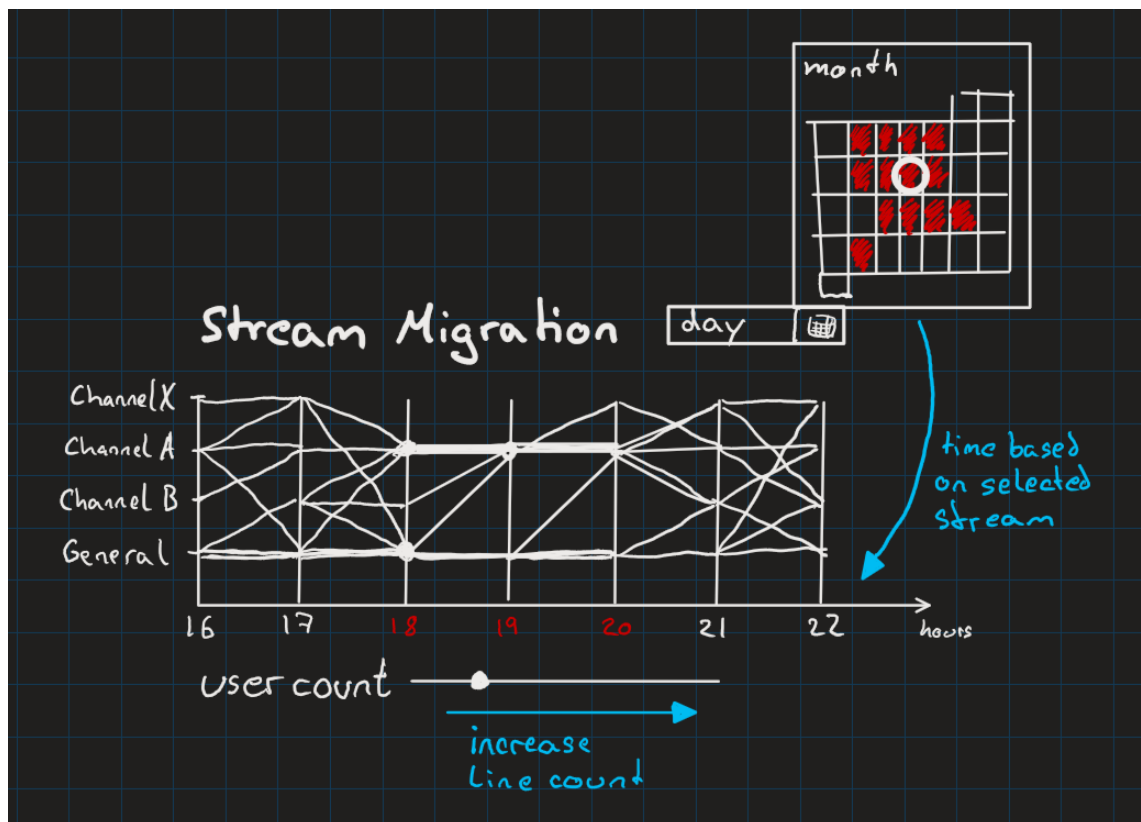 month
day
Stream Migration
Channel X
Channel A
Channel B
General
16 17 18 19 20 21 22 hours
time based
on selected
stream
user count
increase
Line count